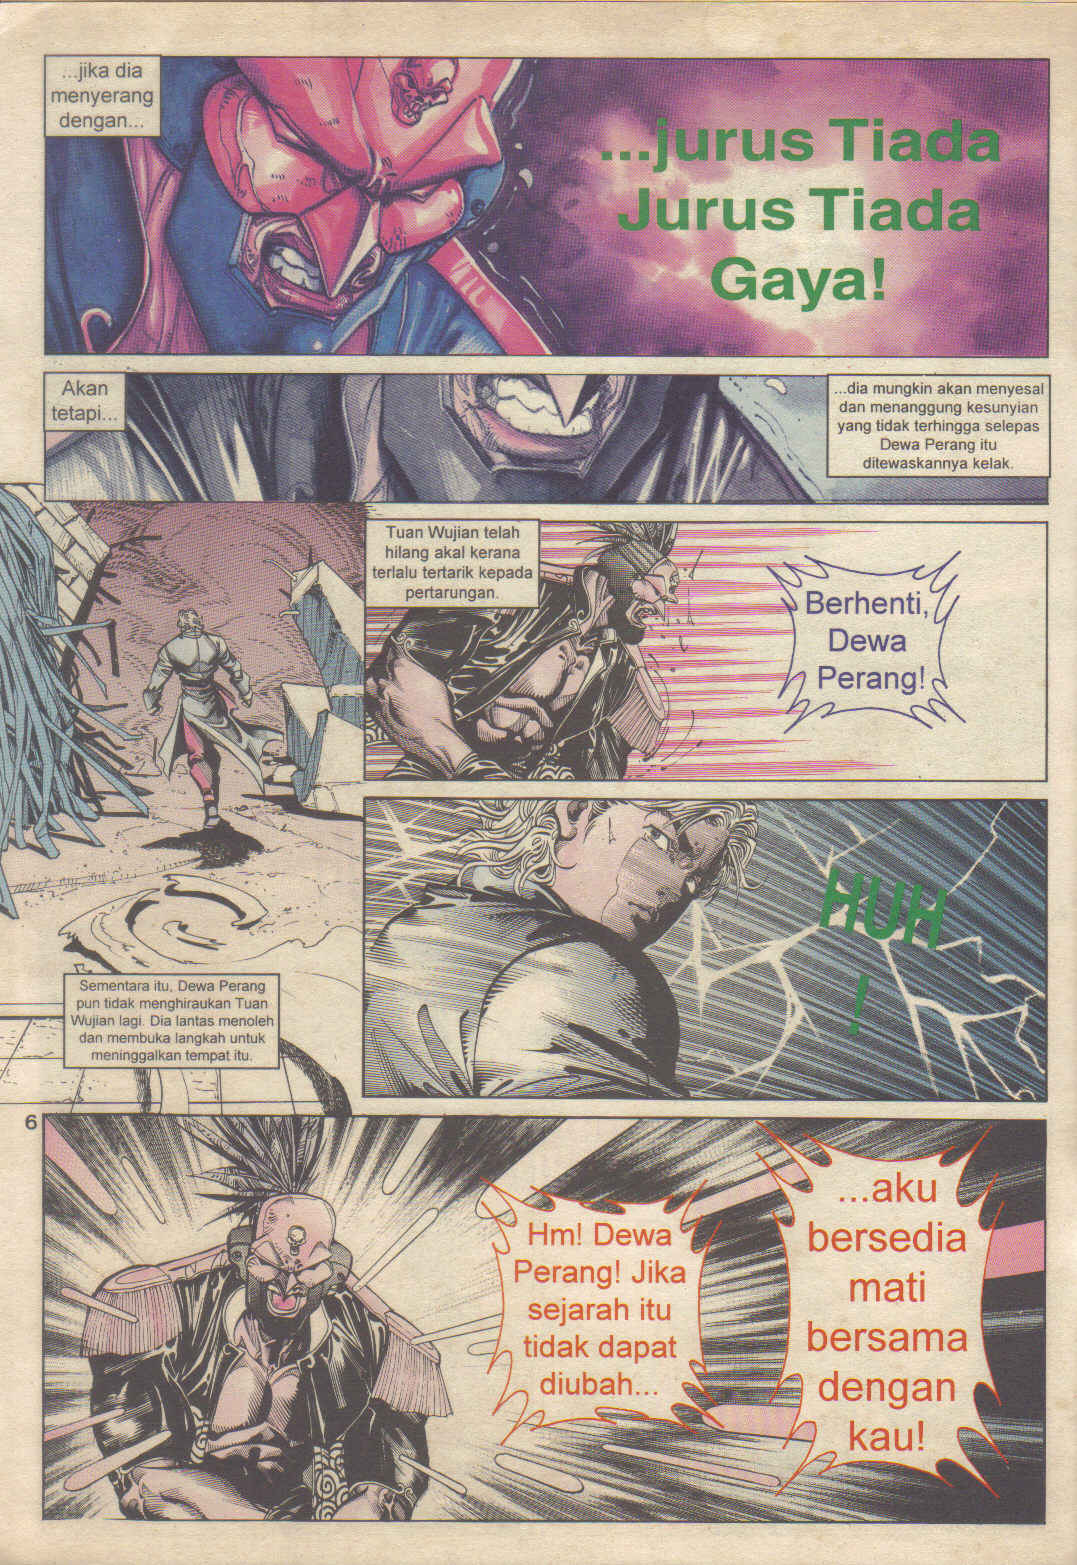 ...jika dia
menyerang
dengan...
...jurus Tiada
Jurus Tiada
Gaya!
Akan
tetapi...
...dia mungkin akan menyesal
dan menanggung kesunyian
yang tidak terhingga selepas
Dewa Perang itu
ditewaskannya kelak.
Tuan Wujian telah
hilang akal kerana
terlalu tertarik kepada
pertarungan.
Berhenti,
Dewa
Perang!
HUH
!
Sementara itu, Dewa Perang
pun tidak menghiraukan Tuan
Wujian lagi. Dia lantas menoleh
dan membuka langkah untuk
meninggalkan tempat itu.
6
Hm! Dewa
Perang! Jika
sejarah itu
tidak dapat
diubah...
...aku
bersedia
mati
bersama
dengan
kau!